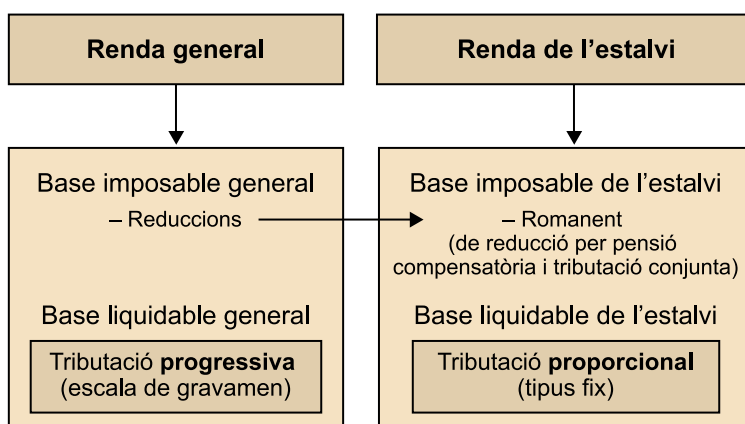 Renda general
Renda de l'estalvi
Base imposable general
– Reduccions
Base liquidable general
Tributació progressiva
(escala de gravamen)
Base imposable de l'estalvi
– Romanent
(de reducció per pensió
compensatòria i tributació conjunta)
Base liquidable de l'estalvi
Tributació proporcional
(tipus fix)